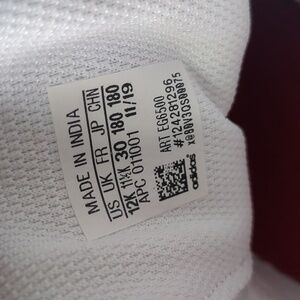 MADE IN INDIA
US UK FR JP CHN
12K 11½K 30 180 180
APC 011001 11/19
ART EG6500
#124281296
adidas